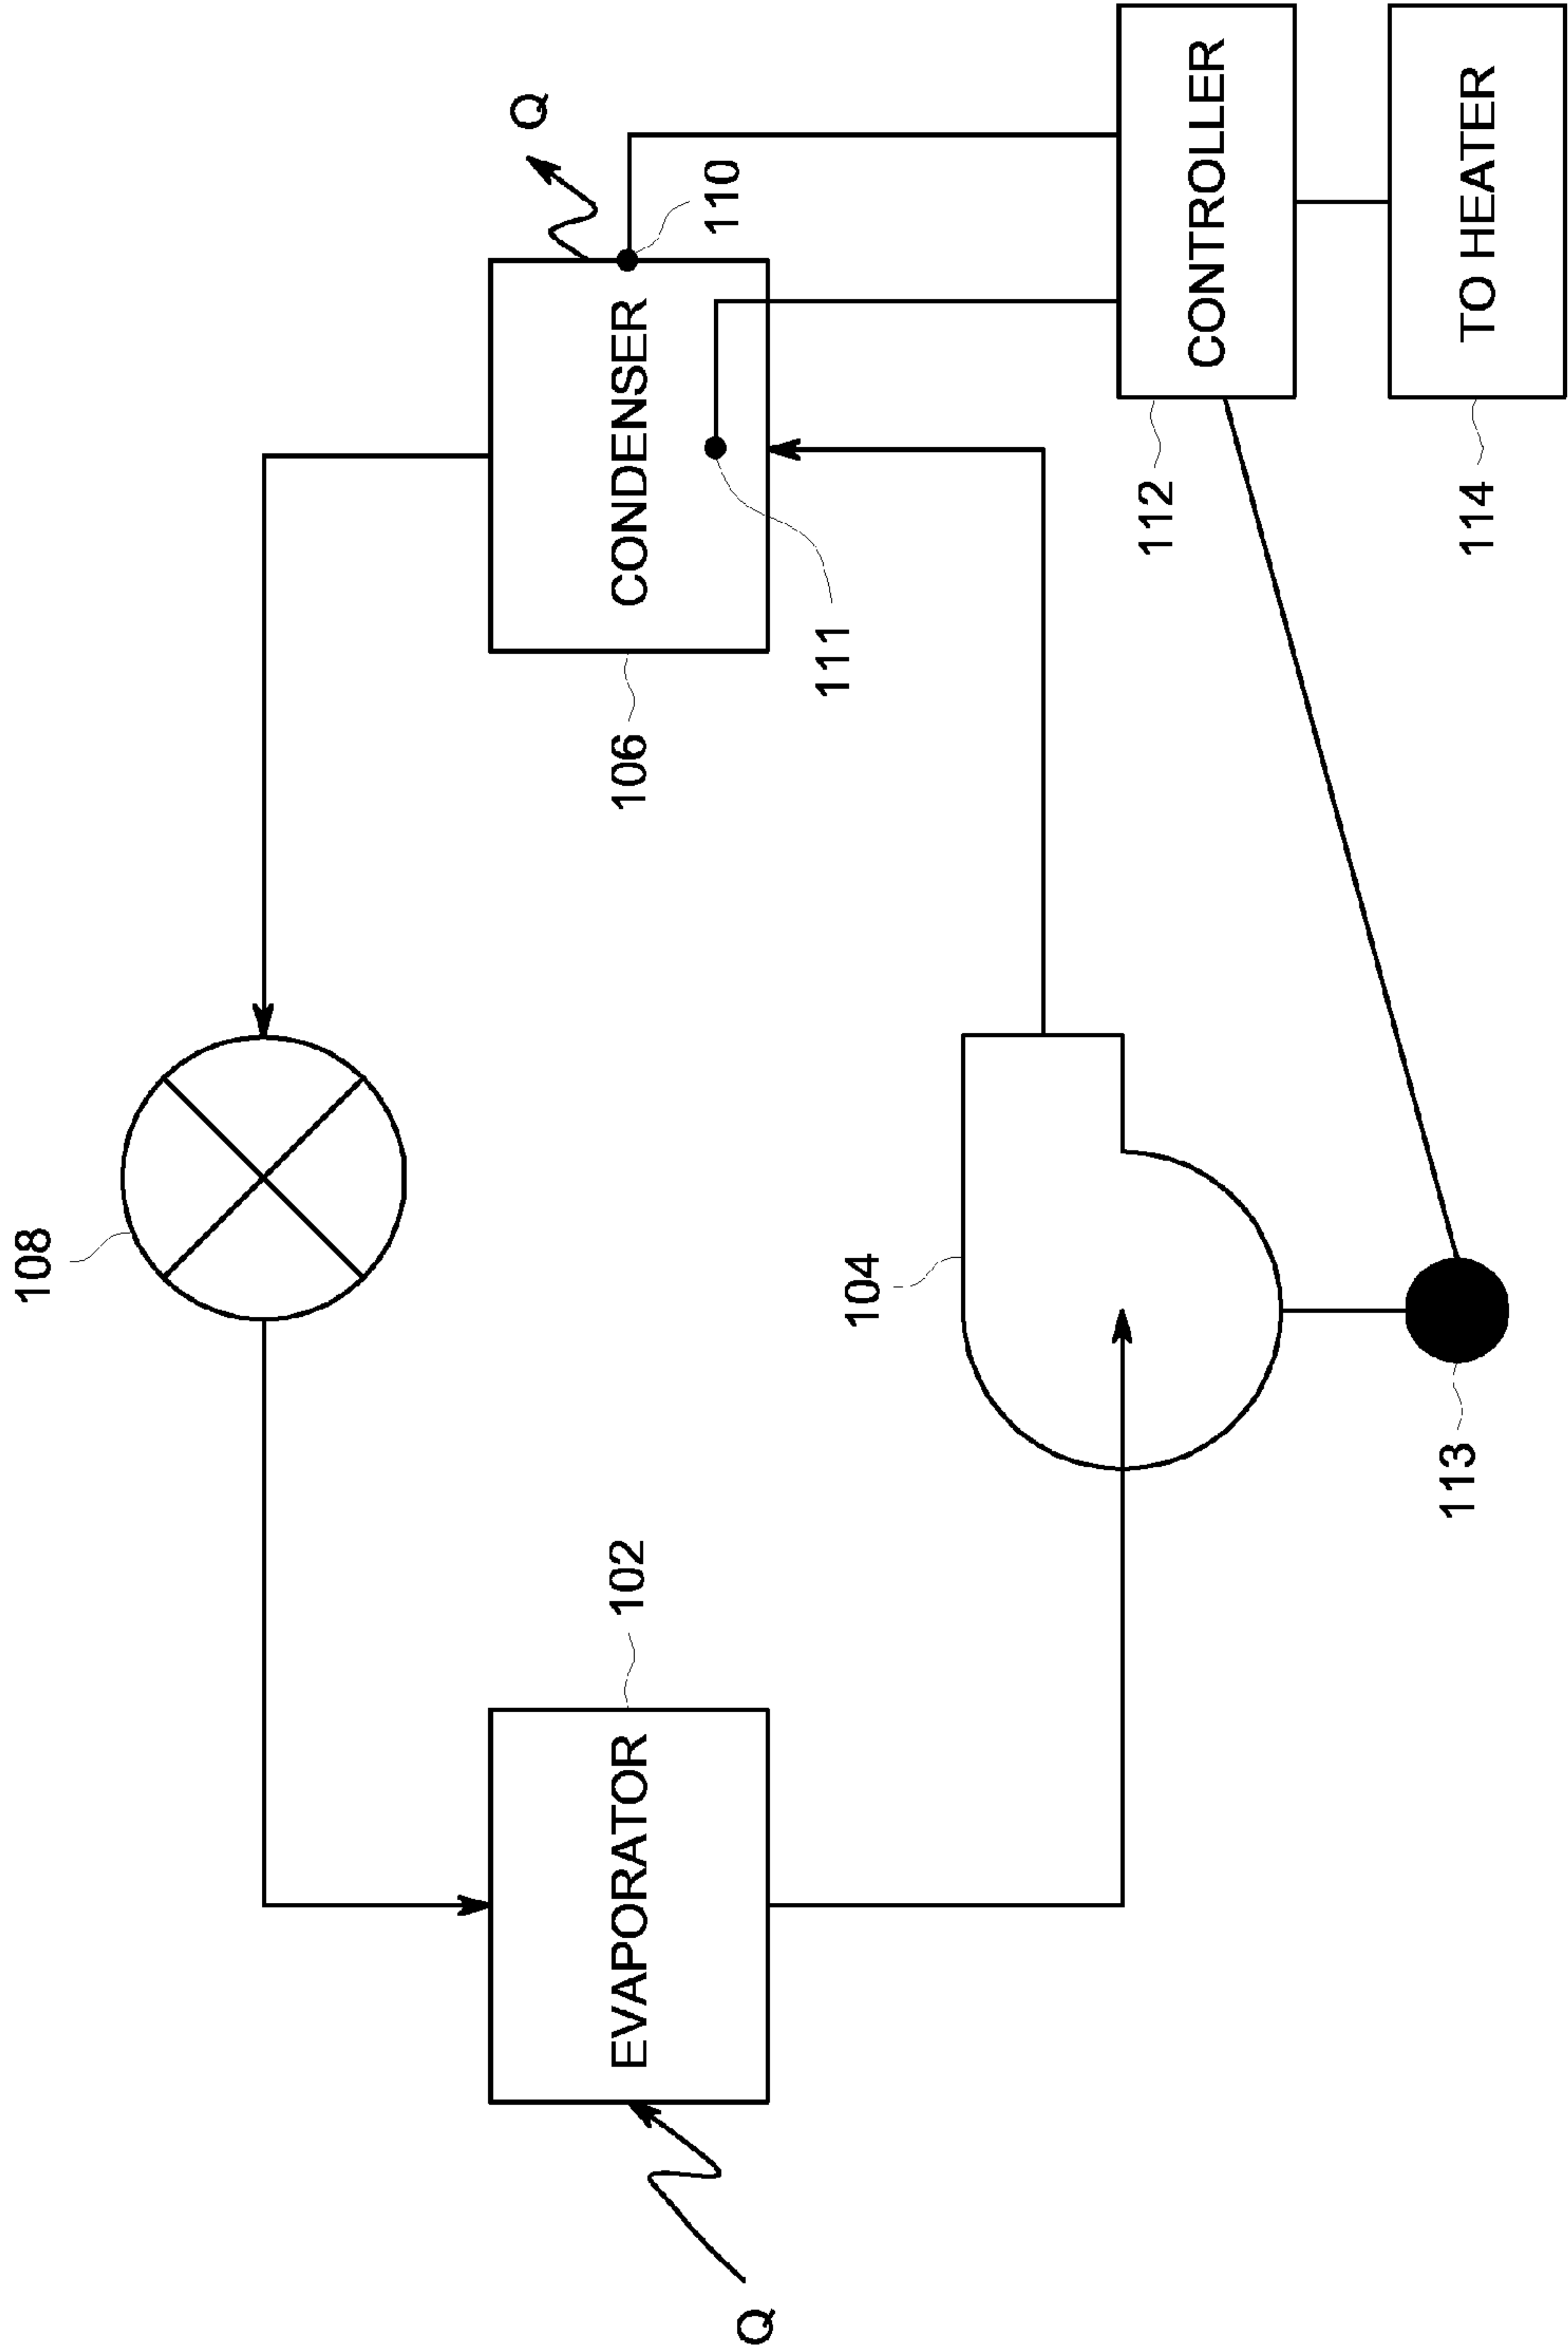 108
Q
EVAPORATOR
102
106
CONDENSER
Q
110
111
104
113
112
CONTROLLER
114
TO HEATER